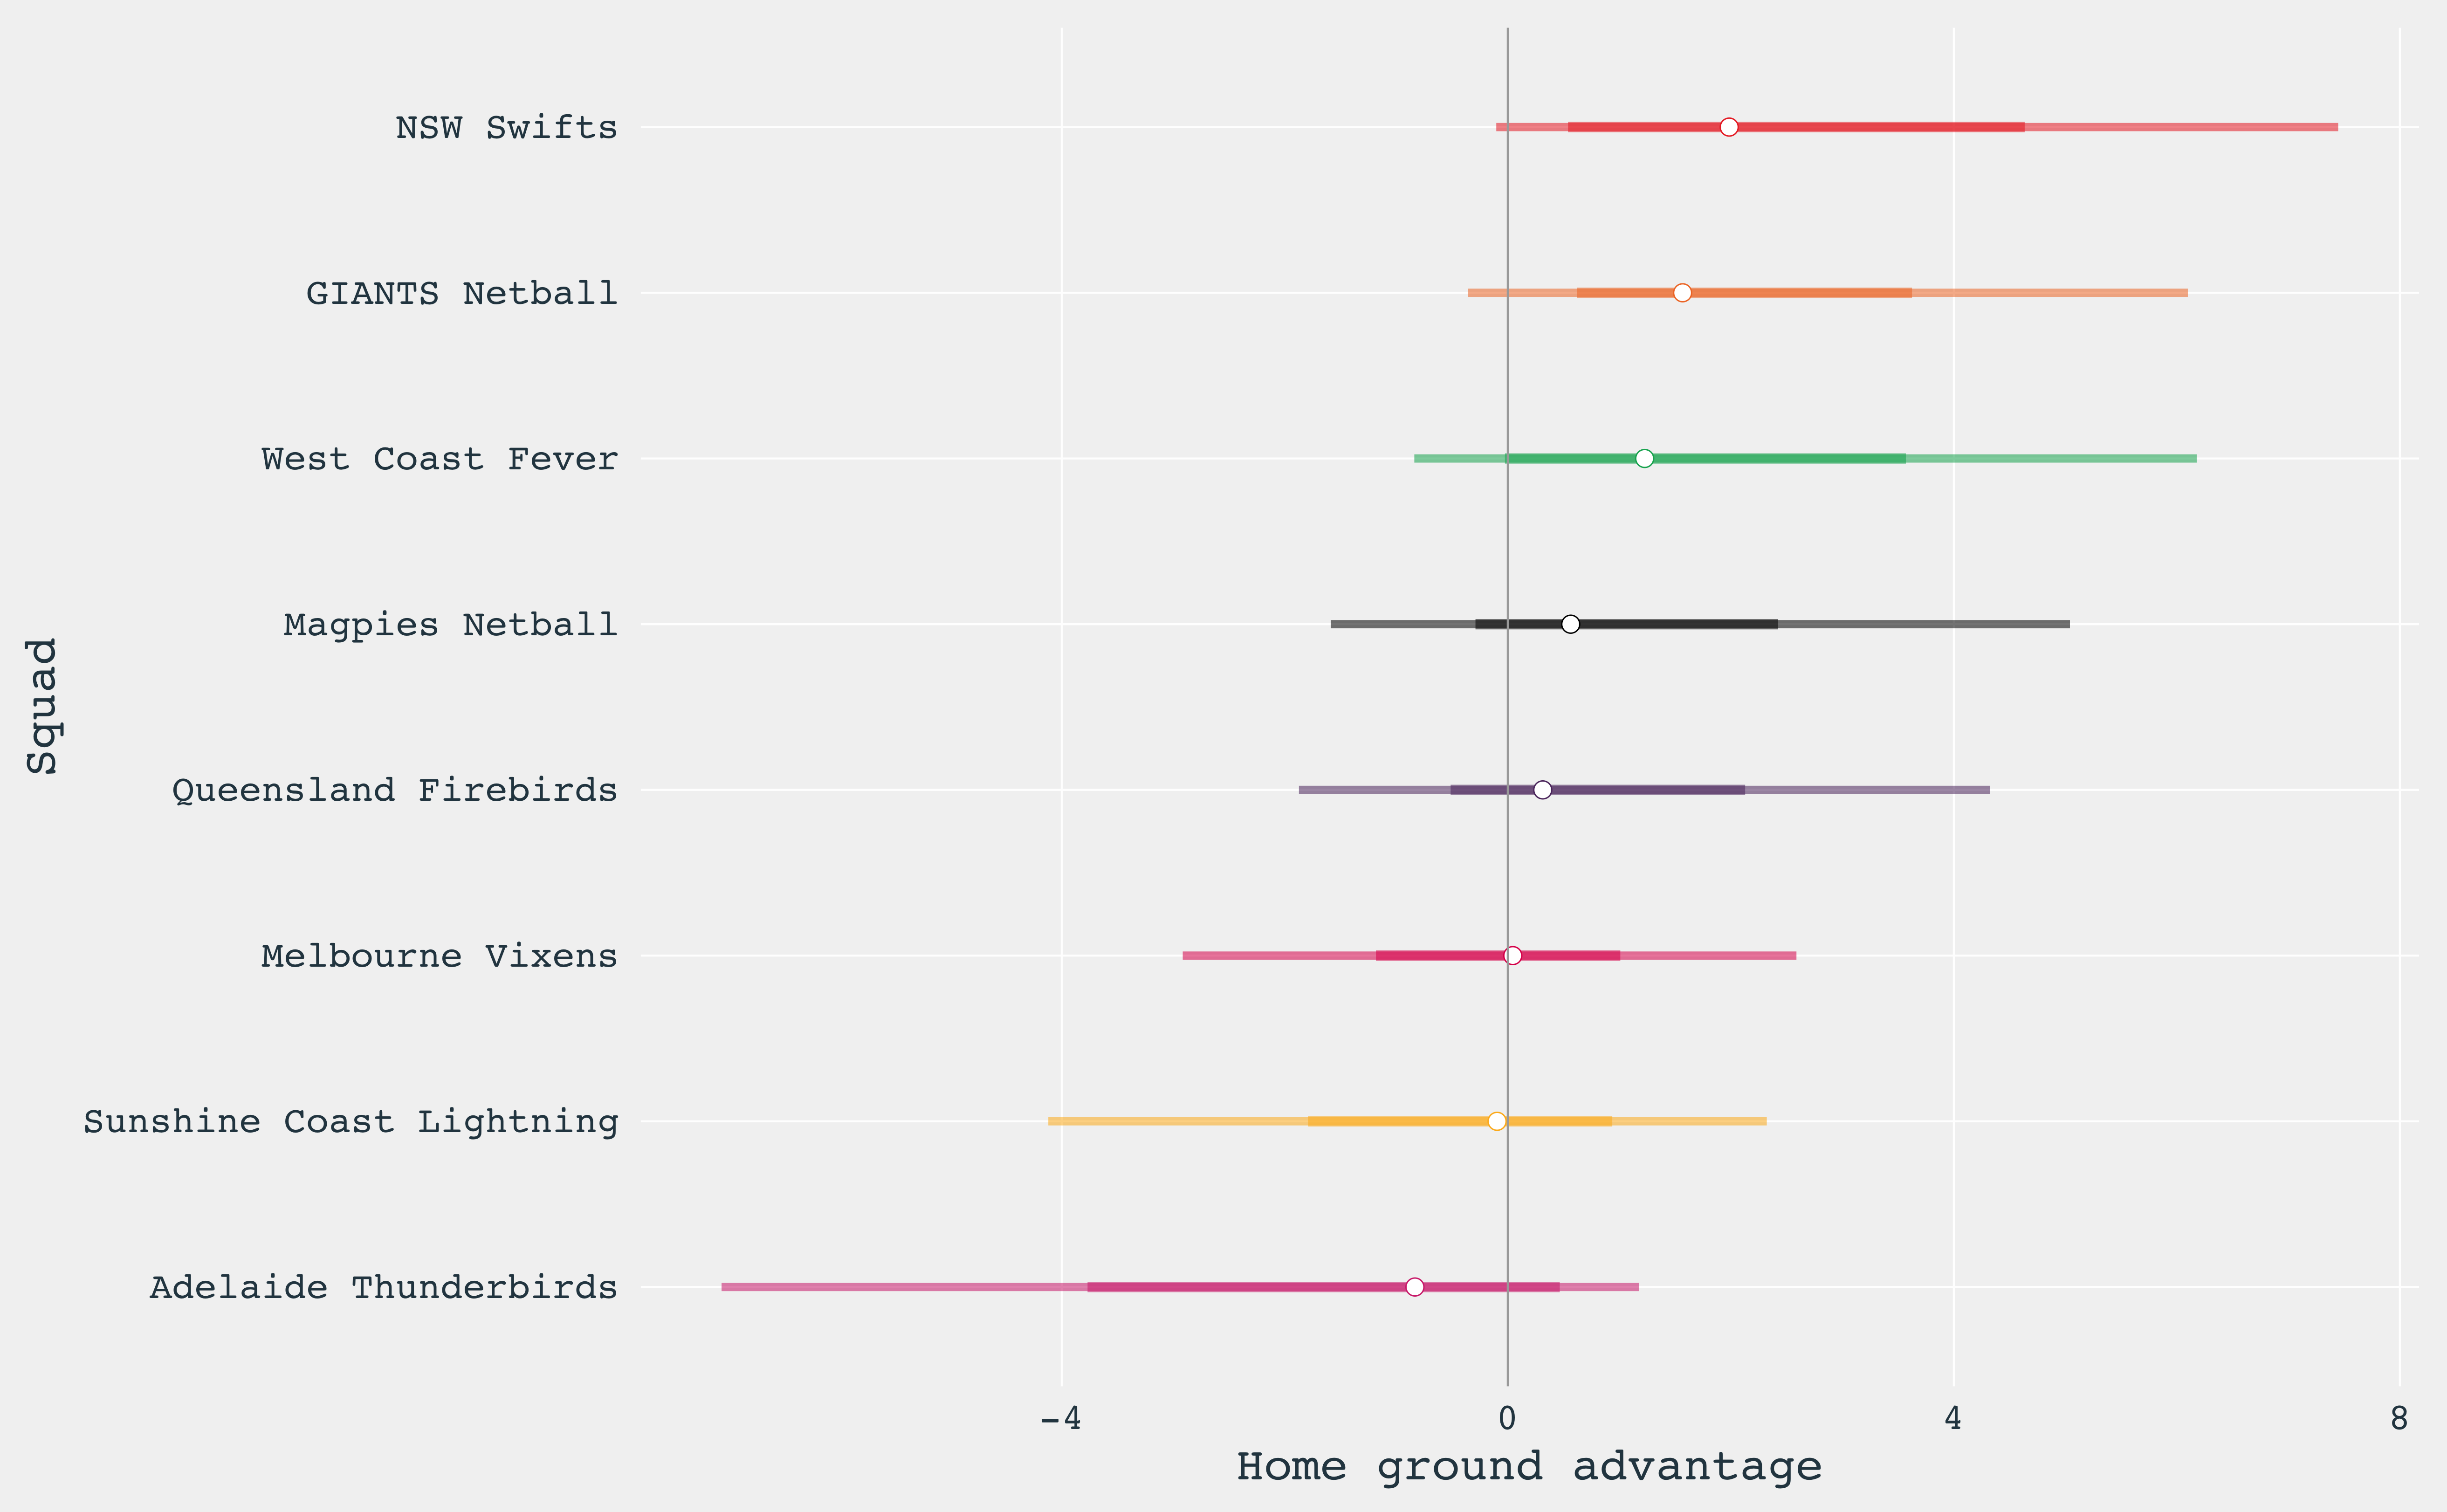 NSW Swifts
GIANTS Netball
West Coast Fever
Magpies Netball
Queensland Firebirds
Melbourne Vixens
Sunshine Coast Lightning
Adelaide Thunderbirds
Squad
-4 0 4 8
Home ground advantage